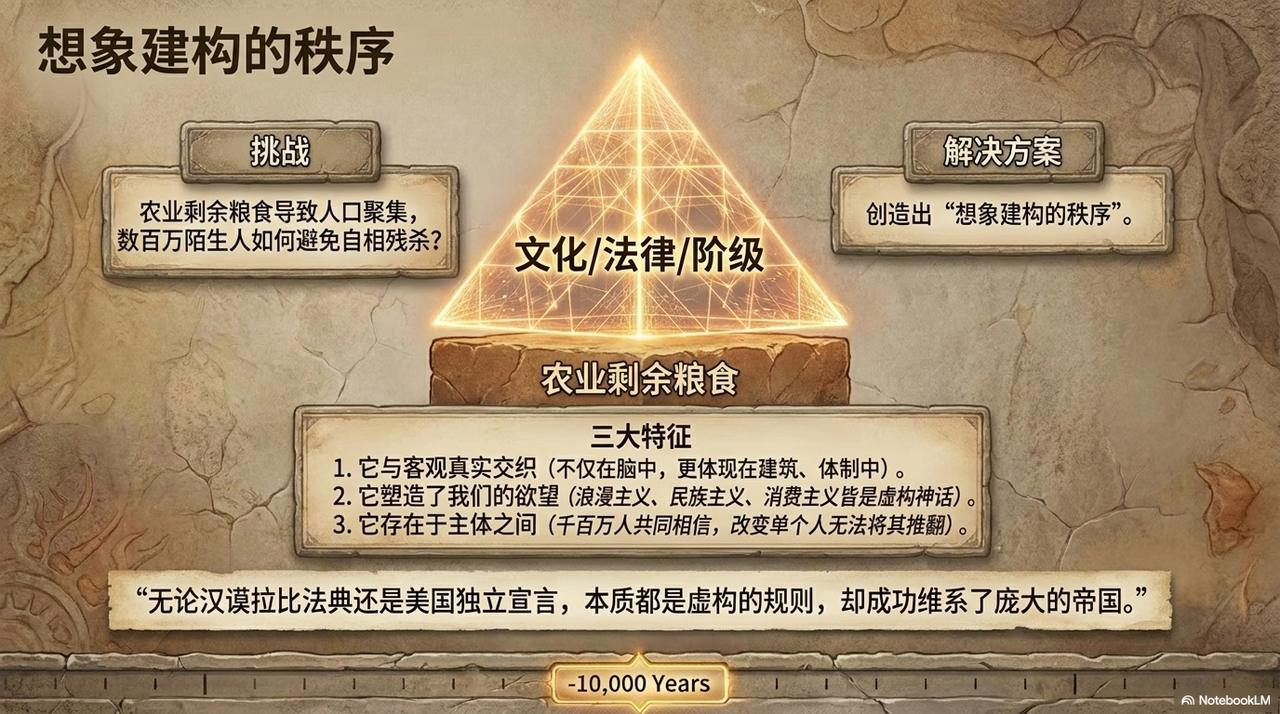 想象建构的秩序
挑战
农业剩余粮食导致人口聚集，
数百万陌生人如何避免自相残杀？
文化/法律/阶级
解决方案
创造出“想象建构的秩序”。
农业剩余粮食
三大特征
1. 它与客观真实交织（不仅在脑中，更体现在建筑、体制中）。
2. 它塑造了我们的欲望（浪漫主义、民族主义、消费主义皆是虚构神话）。
3. 它存在于主体之间（千百万人共同相信，改变单个人无法将其推翻）。
“无论汉谟拉比法典还是美国独立宣言，本质都是虚构的规则，却成功维系了庞大的帝国。”
-10,000 Years
NotebookLM